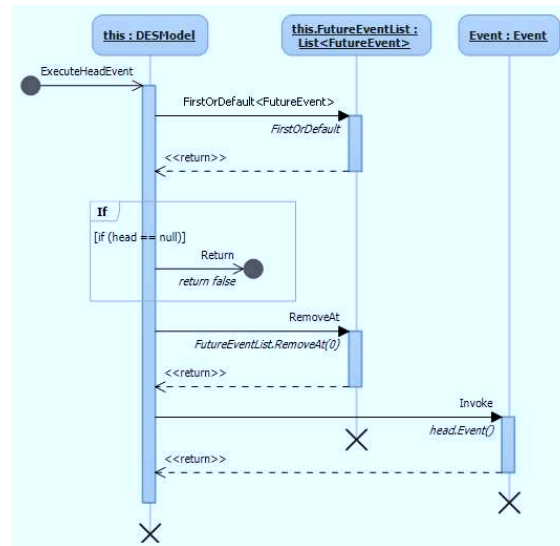 this : DESModel
this.FutureEventList :
List<FutureEvent>
Event : Event
ExecuteHeadEvent
FirstOrDefault<FutureEvent>
FirstOrDefault
<<return>>
If
[if (head == null)]
Return
return false
RemoveAt
FutureEventList.RemoveAt(0)
<<return>>
Invoke
head.Event()
<<return>>